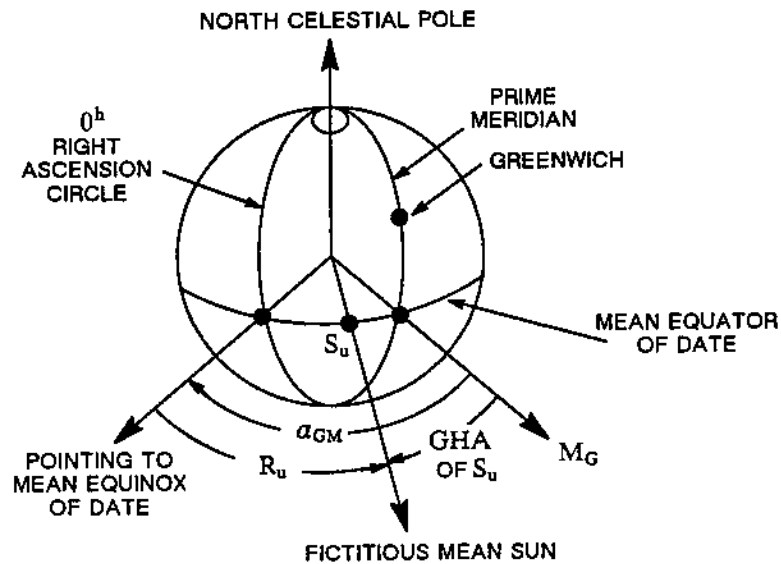 NORTH CELESTIAL POLE
0h
RIGHT
ASCENSION
CIRCLE
PRIME
MERIDIAN
GREENWICH
MEAN EQUATOR
OF DATE
Su
αGM
Ru
GHA
OF Su
MG
POINTING TO
MEAN EQUINOX
OF DATE
FICTITIOUS MEAN SUN